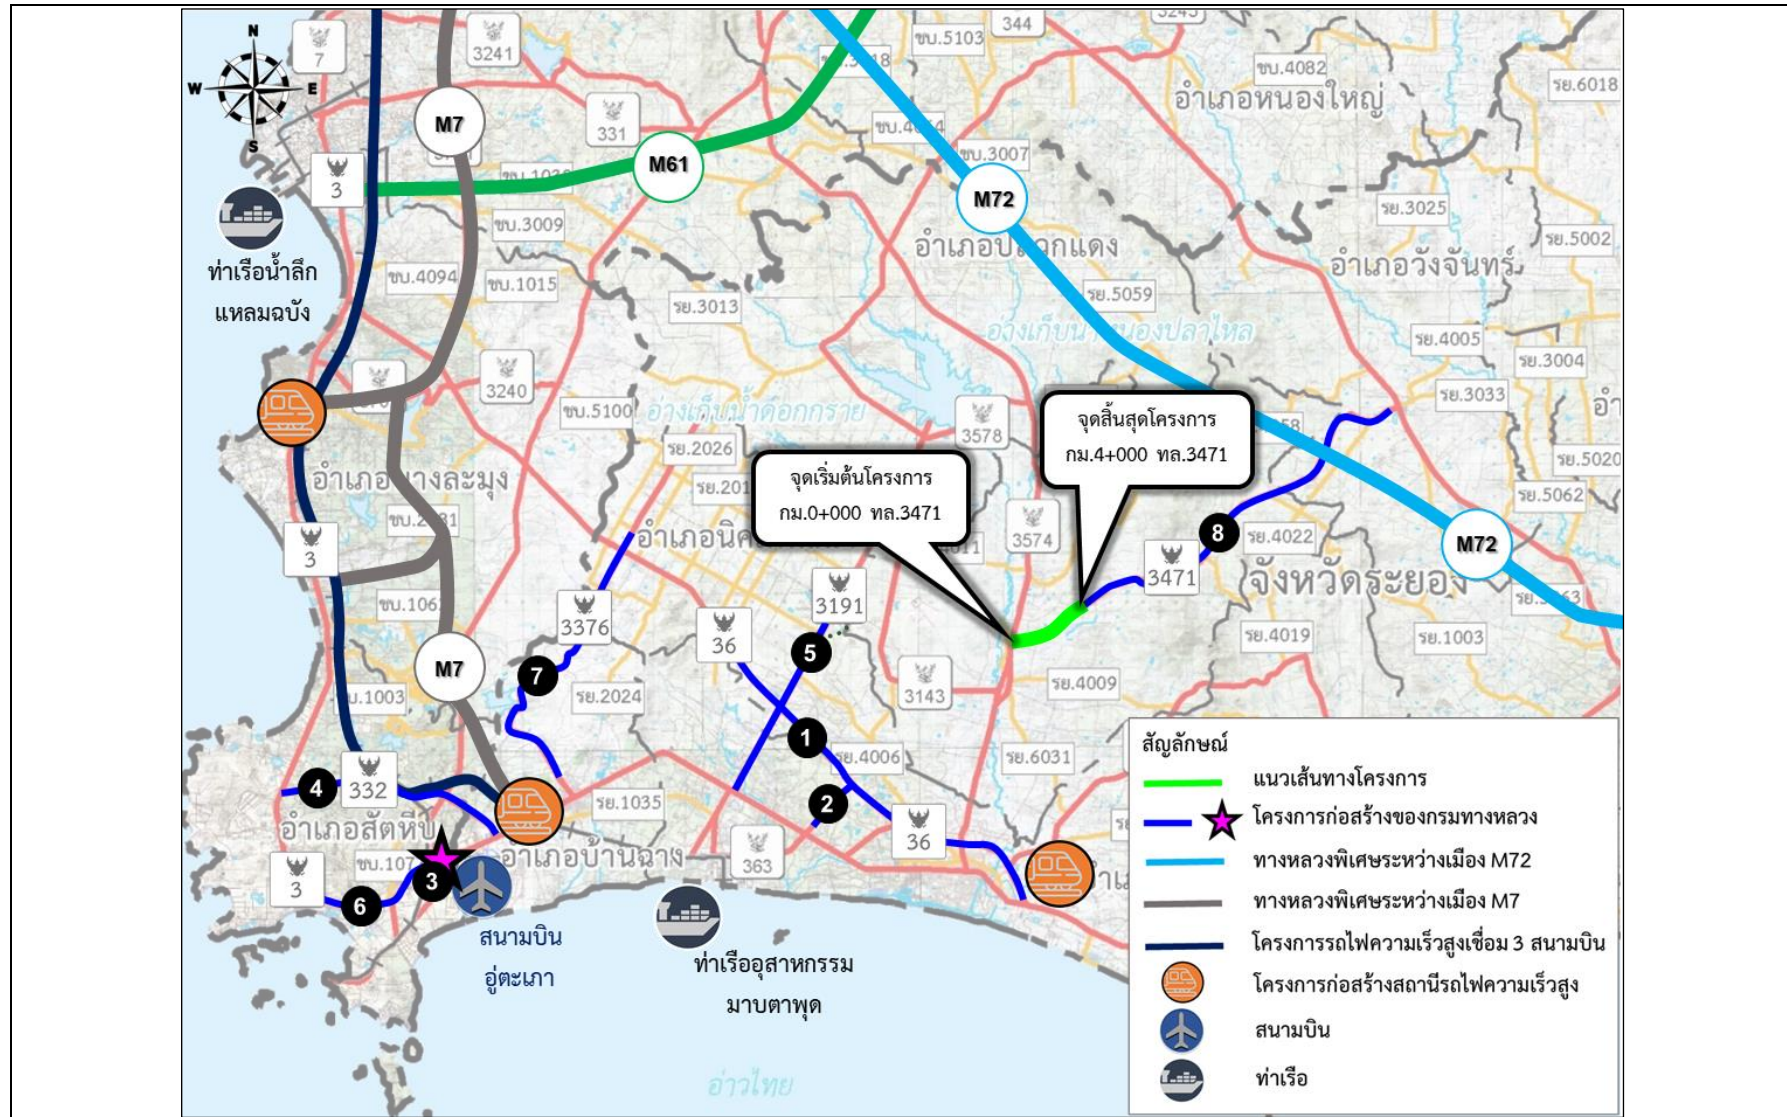 N
W
E
S
7
3241
M7
331
M61
3
ชบ.3009
ท่าเรือน้ำลึก
แหลมฉบัง
ชบ.4094
ชบ.1015
344
ชบ.5103
ชบ.4082
รย.6018
อำเภอหนองใหญ่
ชบ.3007
M72
รย.3025
รย.5002
อำเภอวังจันทร์
รย.5059
รย.3013
รย.4005
รย.3004
3240
ชบ.5100
อ่างเก็บน้ำดอกกราย
รย.3033
3578
รย.2026
จุดสิ้นสุดโครงการ
กม.4+000 ทล.3471
จุดเริ่มต้นโครงการ
กม.0+000 ทล.3471
รย.5020
รย.5062
3
3574
8
รย.4022
M72
3471
จังหวัดระยอง
3376
3191
36
5
รย.4019
รย.1003
M7
7
รย.2024
3143
รย.4009
1
รย.4006
รย.6031
4
332
2
รย.1035
36
อำเภอสัตหีบ
อำเภอบ้านฉาง
363
3
3
6
สนามบิน
อู่ตะเภา
ท่าเรืออุสาหกรรม
มาบตาพุด
อ่าวไทย
สัญลักษณ์
แนวเส้นทางโครงการ
โครงการก่อสร้างของกรมทางหลวง
ทางหลวงพิเศษระหว่างเมือง M72
ทางหลวงพิเศษระหว่างเมือง M7
โครงการรถไฟความเร็วสูงเชื่อม 3 สนามบิน
โครงการก่อสร้างสถานีรถไฟความเร็วสูง
สนามบิน
ท่าเรือ